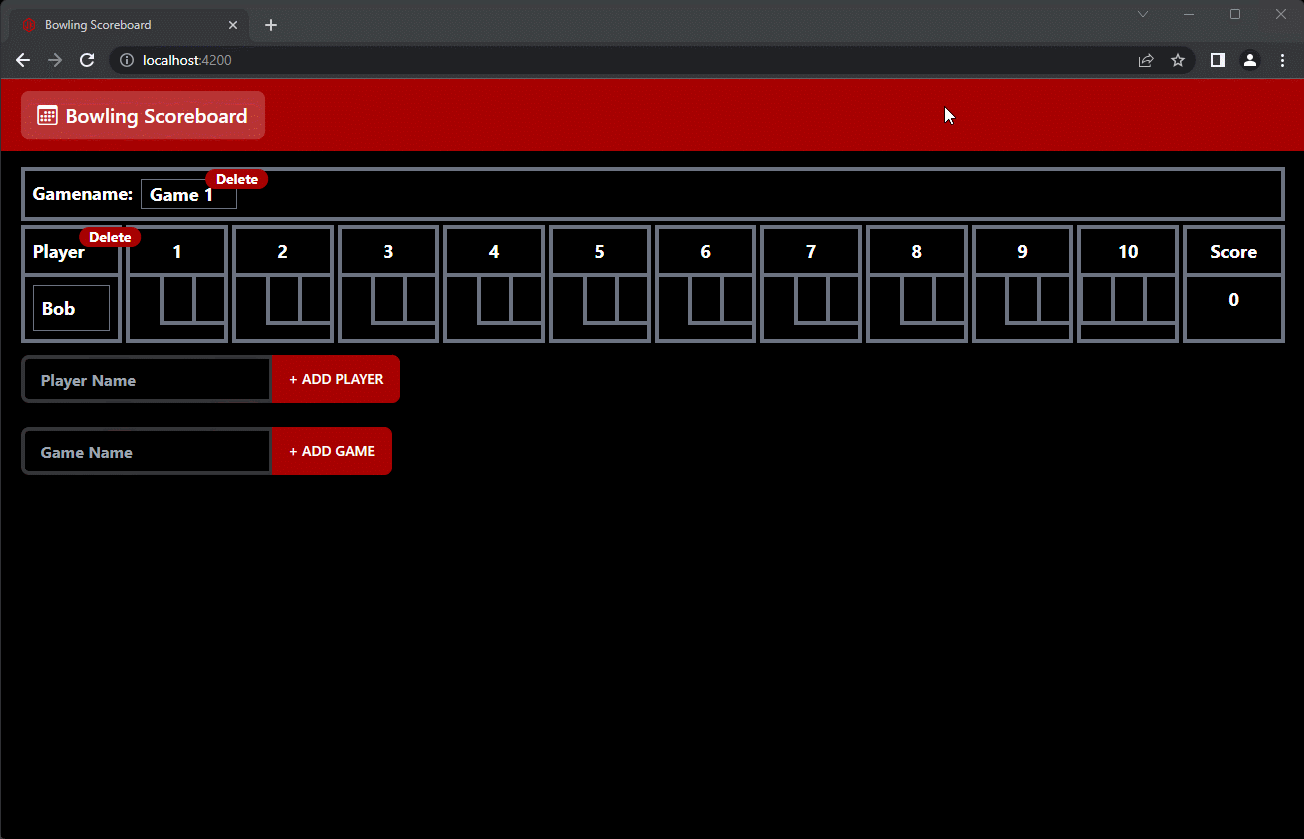 Bowling Scoreboard
localhost:4200
Bowling Scoreboard
Gamename: Game 1 Delete
Player Delete 1 2 3 4 5 6 7 8 9 10 Score
Bob 0
Player Name + ADD PLAYER
Game Name + ADD GAME